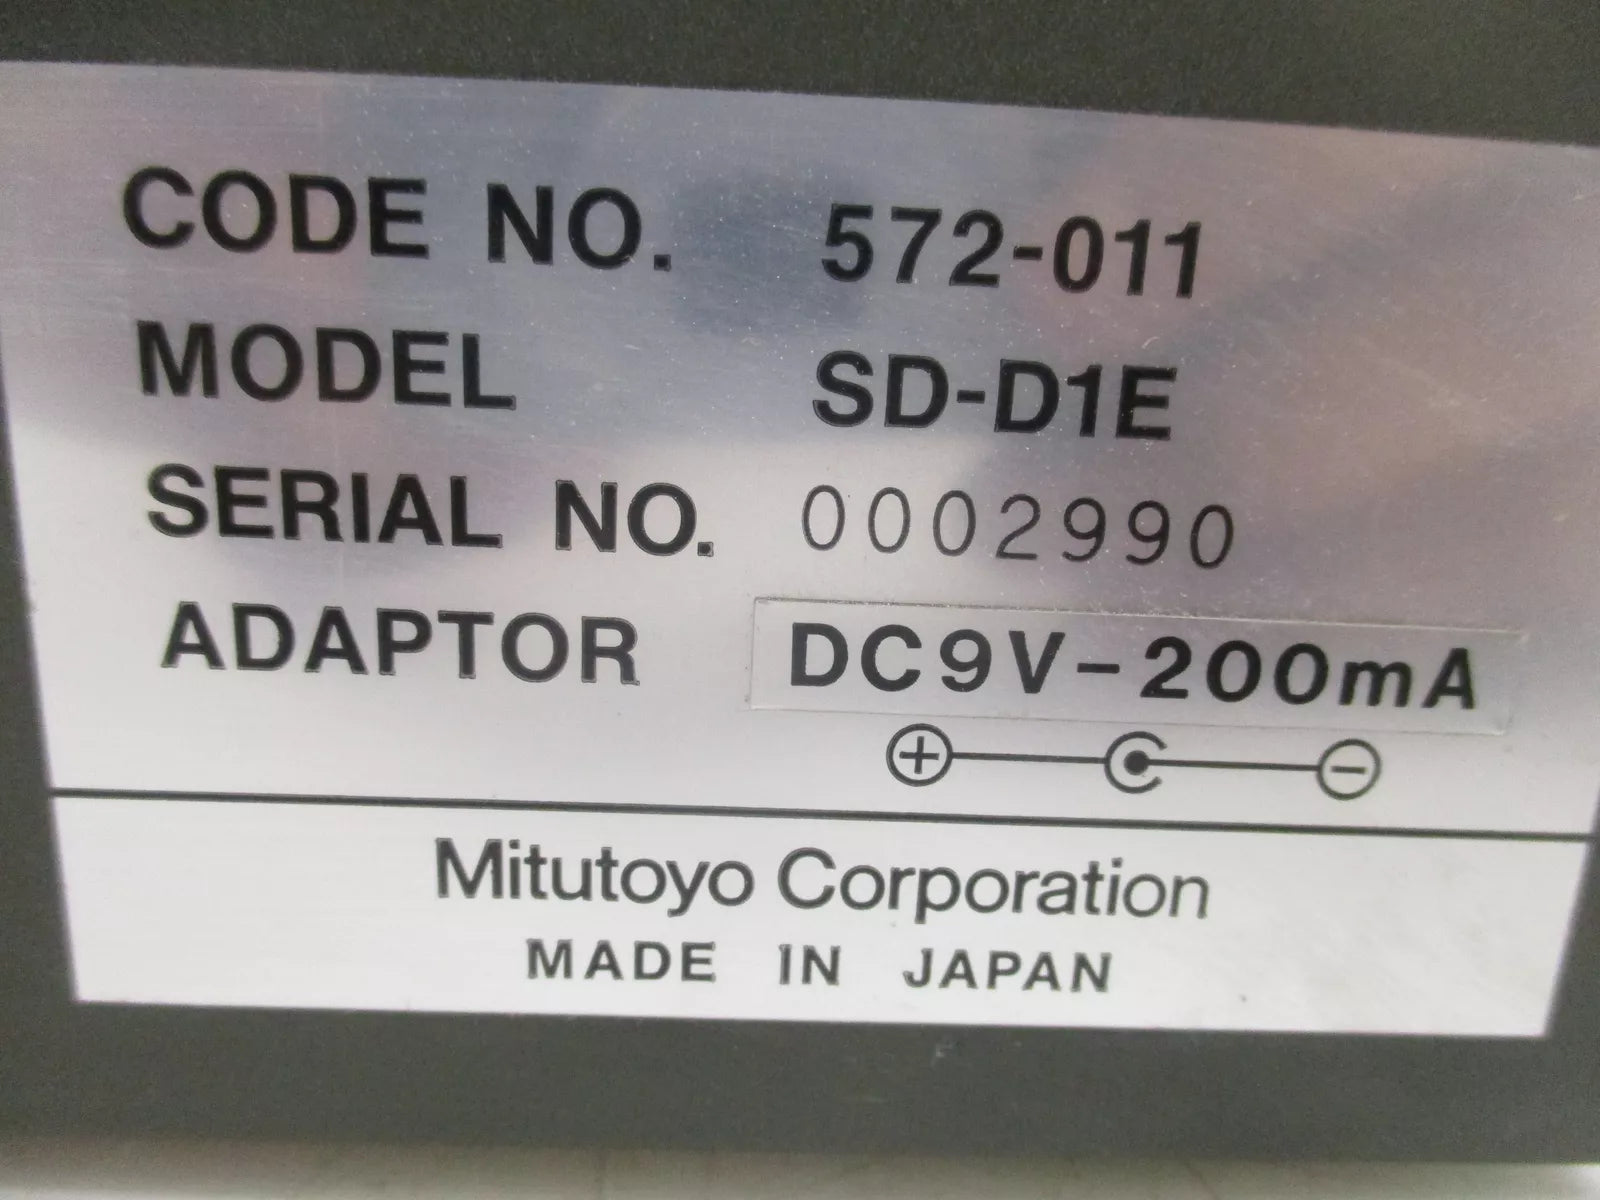 CODE NO. 572-011
MODEL SD-D1E
SERIAL NO. 0002990
ADAPTOR DC9V-200mA
+ -
Mitutoyo Corporation
MADE IN JAPAN